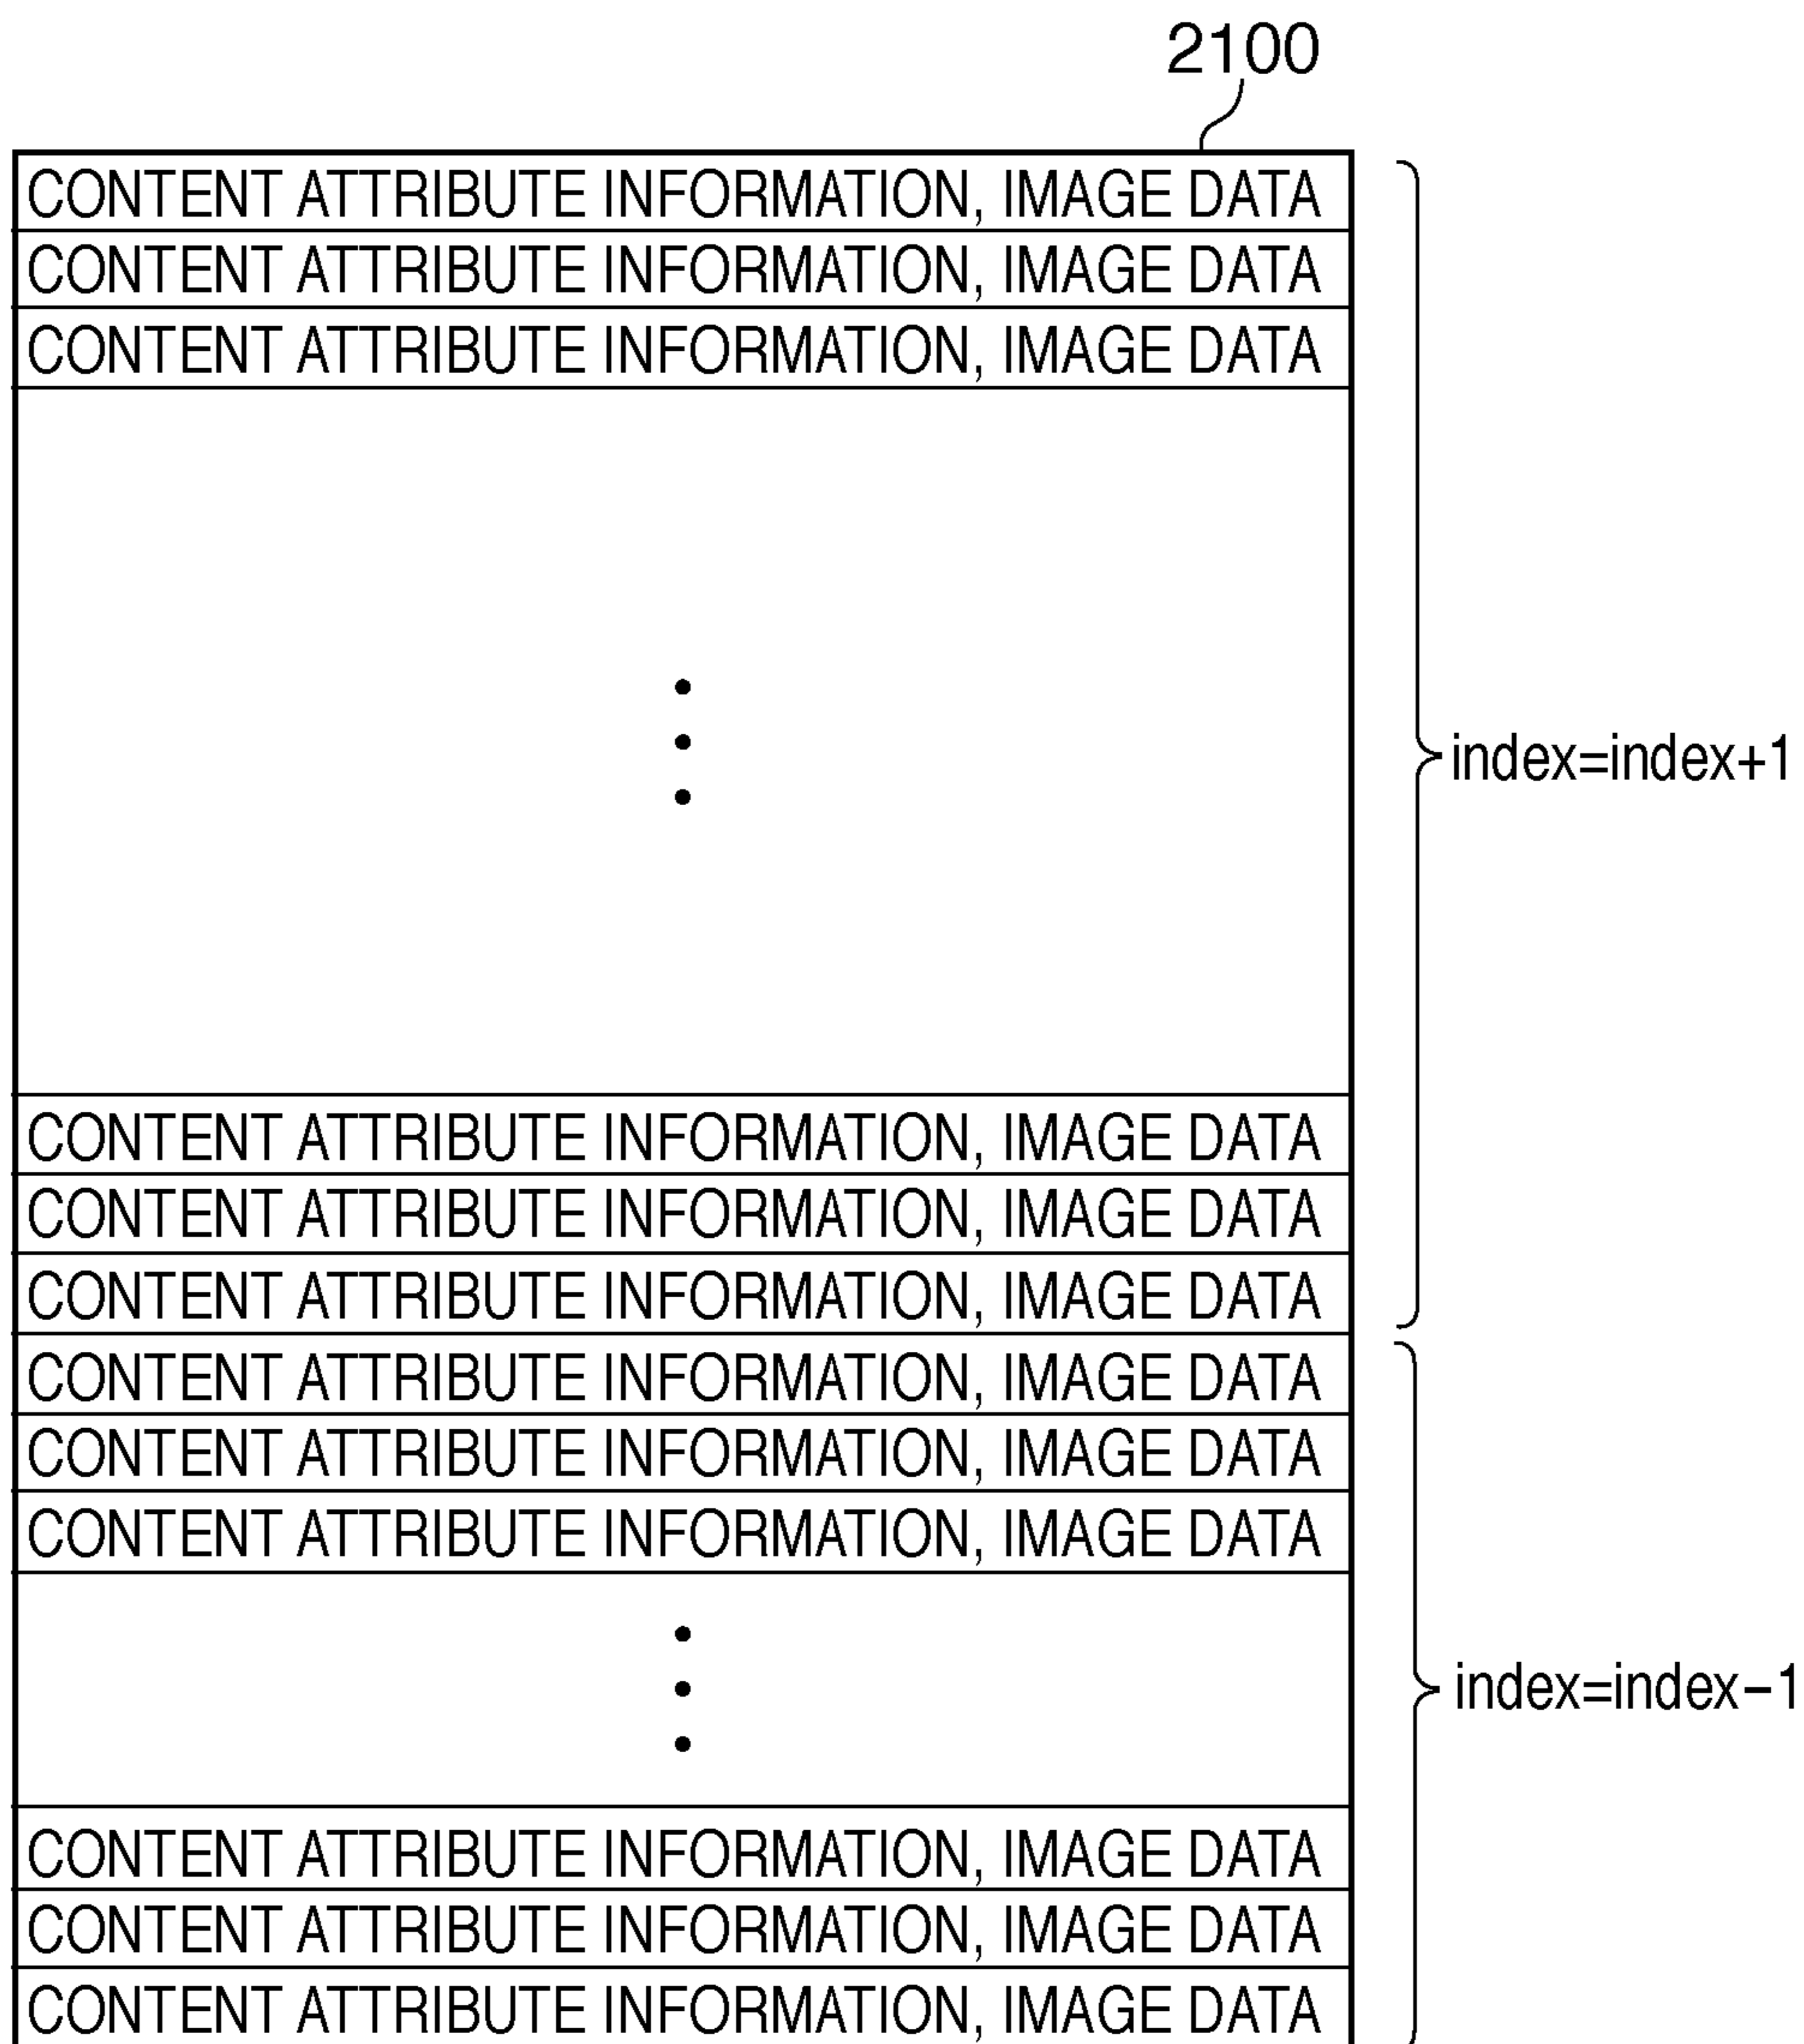 2100
CONTENT ATTRIBUTE INFORMATION, IMAGE DATA
CONTENT ATTRIBUTE INFORMATION, IMAGE DATA
CONTENT ATTRIBUTE INFORMATION, IMAGE DATA
index=index+1
CONTENT ATTRIBUTE INFORMATION, IMAGE DATA
CONTENT ATTRIBUTE INFORMATION, IMAGE DATA
CONTENT ATTRIBUTE INFORMATION, IMAGE DATA
CONTENT ATTRIBUTE INFORMATION, IMAGE DATA
CONTENT ATTRIBUTE INFORMATION, IMAGE DATA
CONTENT ATTRIBUTE INFORMATION, IMAGE DATA
index=index−1
CONTENT ATTRIBUTE INFORMATION, IMAGE DATA
CONTENT ATTRIBUTE INFORMATION, IMAGE DATA
CONTENT ATTRIBUTE INFORMATION, IMAGE DATA